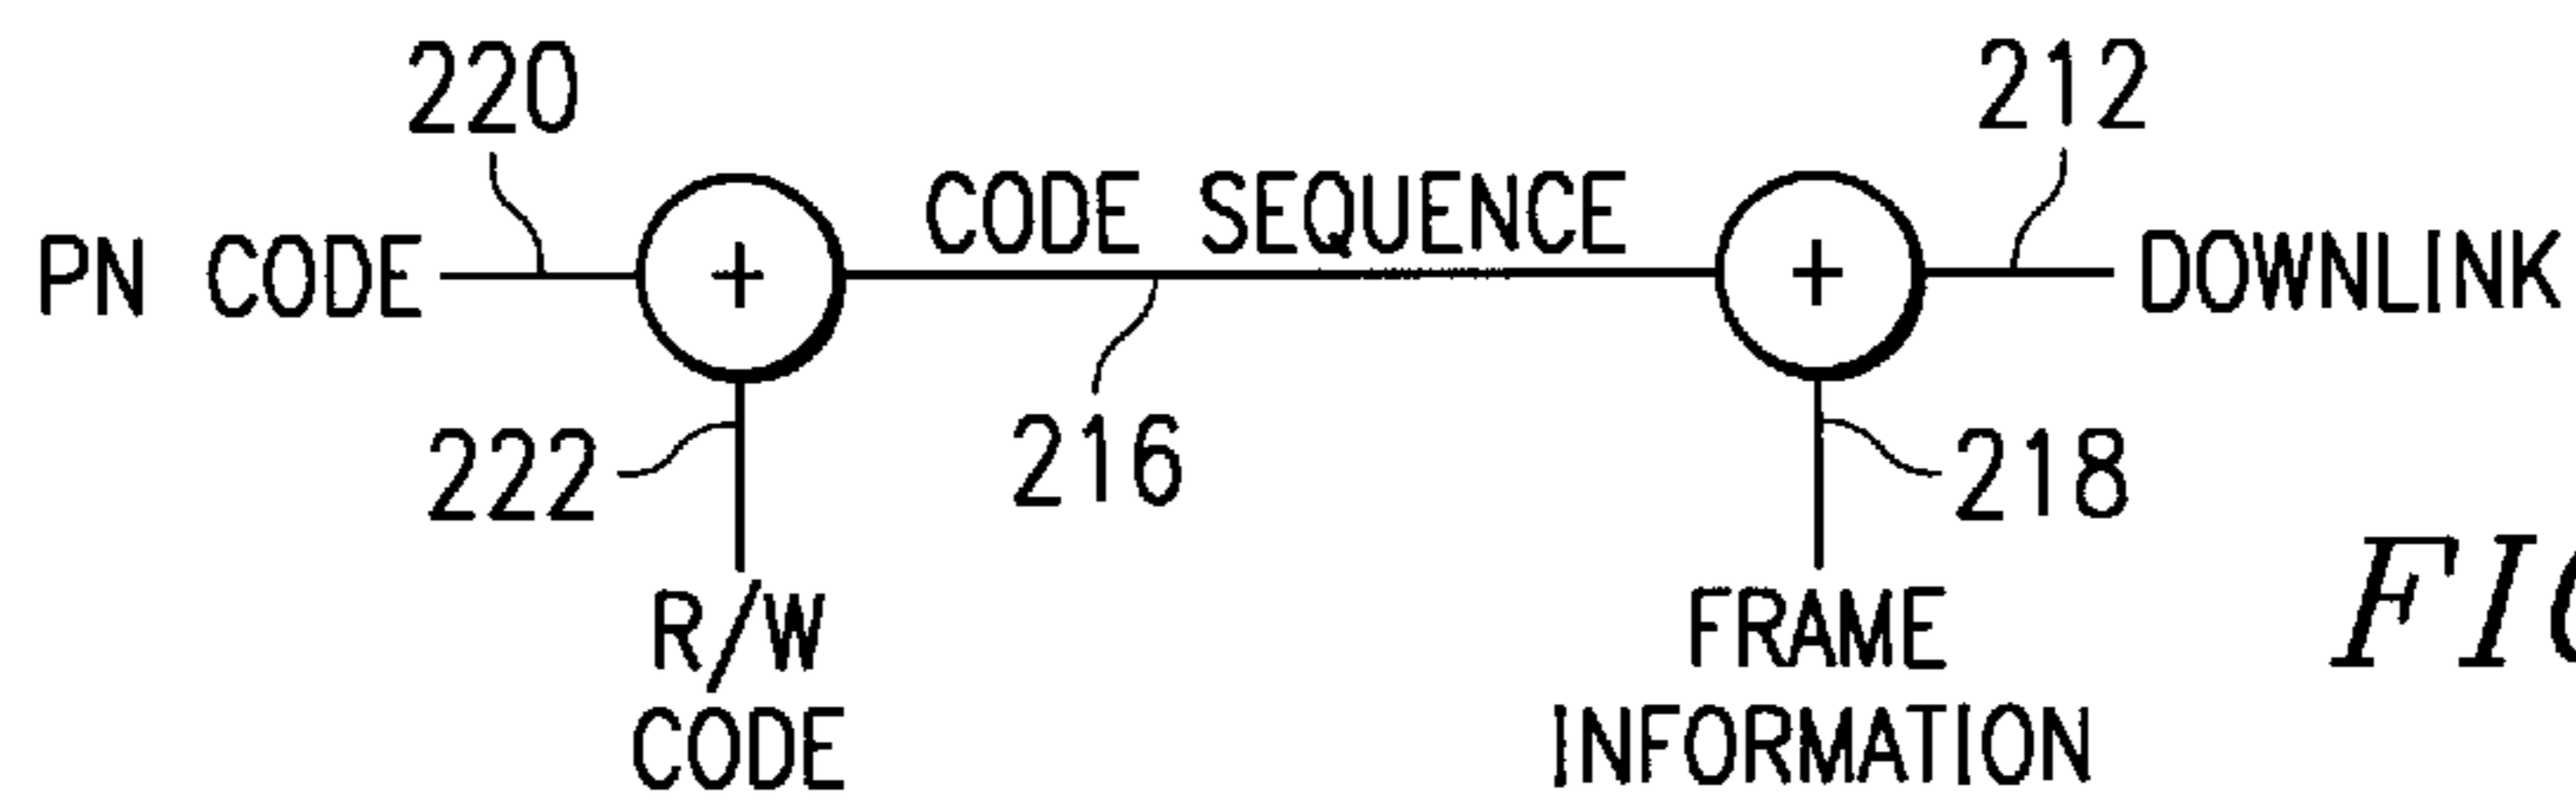 220
212
CODE SEQUENCE
PN CODE
+
+
DOWNLINK
222
216
218
R/W
CODE
FRAME
INFORMATION